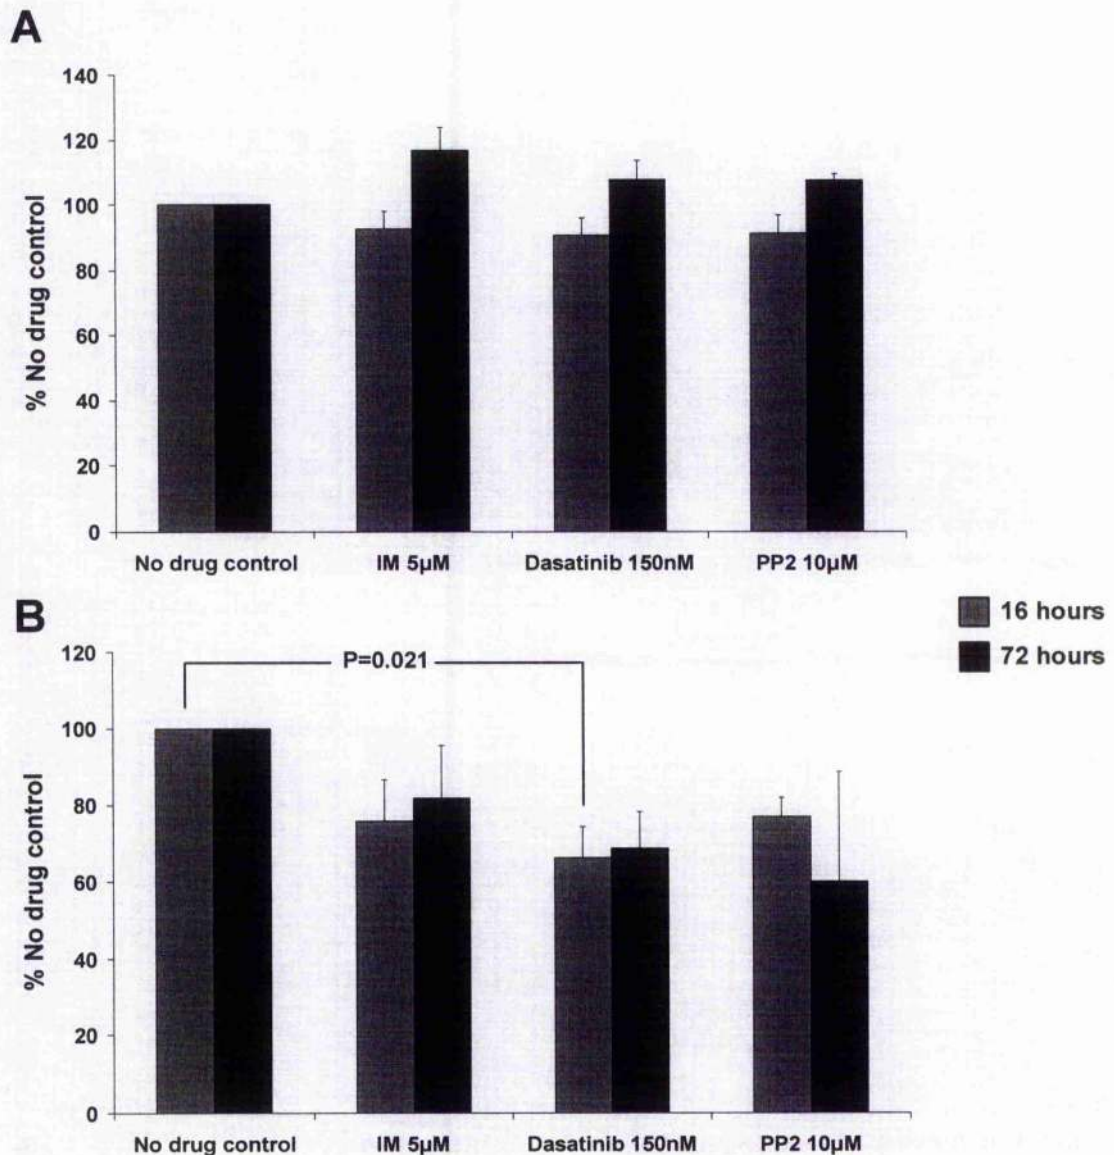 A
140
120
100
80
60
40
20
0
% No drug control
No drug control IM 5µM Dasatinib 150nM PP2 10µM
16 hours
72 hours
B
120
100
80
60
40
20
0
% No drug control
P=0.021
No drug control IM 5µM Dasatinib 150nM PP2 10µM